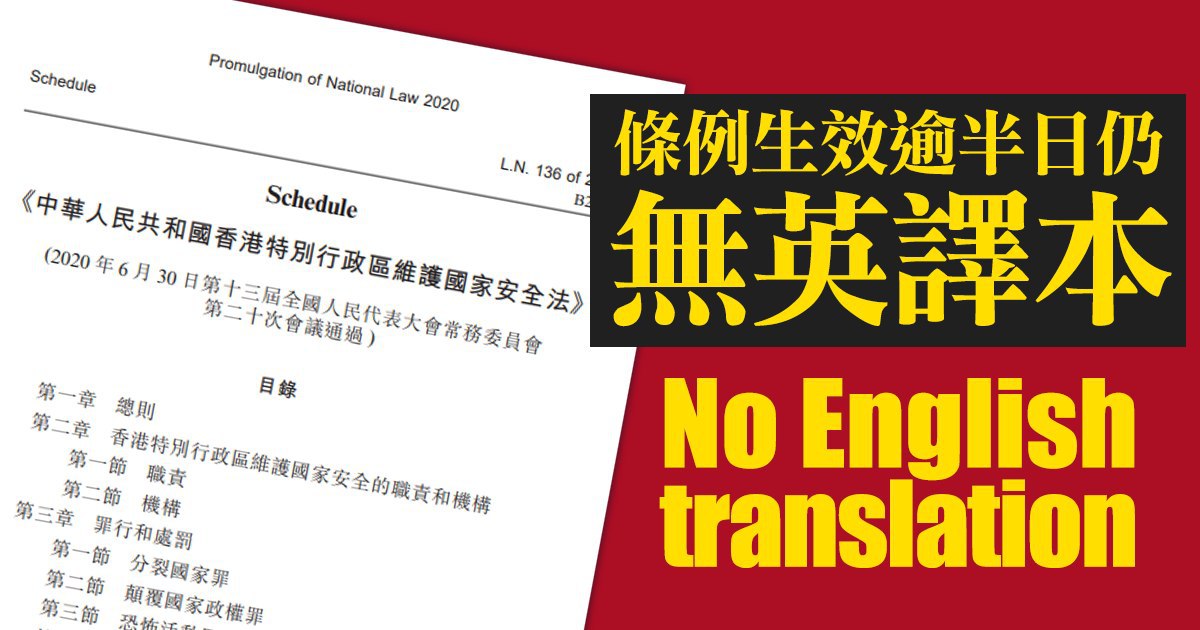 Promulgation of National Law 2020
Schedule
L.N. 136 of
Schedule
《中華人民共和國香港特別行政區維護國家安全法》
(2020 年 6 月 30 日第十三屆全國人民代表大會常務委員會
第二十次會議通過)
目錄
第一章 總則
第二章 香港特別行政區維護國家安全的職責和機構
第一節 職責
第二節 機構
第三章 罪行和處罰
第一節 分裂國家罪
第二節 顛覆國家政權罪
第三節 恐怖活動
條例生效逾半日仍
無英譯本
No English
translation